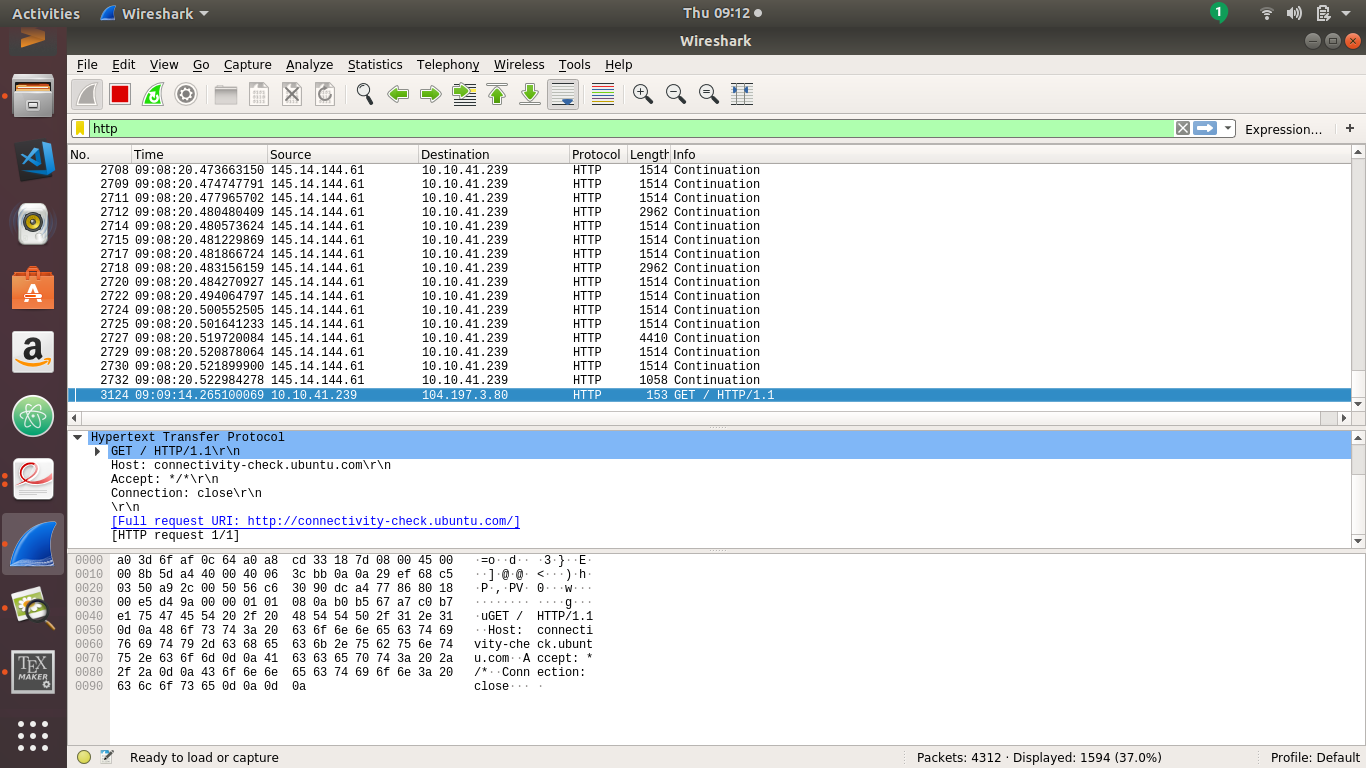 Activities Wireshark Thu 09:12 1
Wireshark
File Edit View Go Capture Analyze Statistics Telephony Wireless Tools Help
http Expression… +
No. Time Source Destination Protocol Length Info
2708 09:08:20.473663150 145.14.144.61 10.10.41.239 HTTP 1514 Continuation
2709 09:08:20.474747791 145.14.144.61 10.10.41.239 HTTP 1514 Continuation
2711 09:08:20.477965702 145.14.144.61 10.10.41.239 HTTP 1514 Continuation
2712 09:08:20.480480409 145.14.144.61 10.10.41.239 HTTP 2962 Continuation
2714 09:08:20.480573624 145.14.144.61 10.10.41.239 HTTP 1514 Continuation
2715 09:08:20.481229869 145.14.144.61 10.10.41.239 HTTP 1514 Continuation
2717 09:08:20.481866724 145.14.144.61 10.10.41.239 HTTP 1514 Continuation
2718 09:08:20.483156159 145.14.144.61 10.10.41.239 HTTP 2962 Continuation
2720 09:08:20.484270927 145.14.144.61 10.10.41.239 HTTP 1514 Continuation
2722 09:08:20.494064797 145.14.144.61 10.10.41.239 HTTP 1514 Continuation
2724 09:08:20.500552505 145.14.144.61 10.10.41.239 HTTP 1514 Continuation
2725 09:08:20.501641233 145.14.144.61 10.10.41.239 HTTP 1514 Continuation
2727 09:08:20.519720084 145.14.144.61 10.10.41.239 HTTP 4410 Continuation
2729 09:08:20.520878064 145.14.144.61 10.10.41.239 HTTP 1514 Continuation
2730 09:08:20.521899900 145.14.144.61 10.10.41.239 HTTP 1514 Continuation
2732 09:08:20.522984278 145.14.144.61 10.10.41.239 HTTP 1058 Continuation
3124 09:09:14.265100069 10.10.41.239 104.197.3.80 HTTP 153 GET / HTTP/1.1
Hypertext Transfer Protocol
GET / HTTP/1.1\r\n
Host: connectivity-check.ubuntu.com\r\n
Accept: */*\r\n
Connection: close\r\n
\r\n
[Full request URI: http://connectivity-check.ubuntu.com/]
[HTTP request 1/1]
0000 a0 3d 6f af 0c 64 a0 a8 cd 33 18 7d 08 00 45 00 ·=o··d·· ·3·}··E·
0010 00 8b 5d a4 40 00 40 06 3c bb 0a 0a 29 ef 68 c5 ··]·@·@· <···)·h·
0020 03 50 a9 2c 00 50 56 c6 30 90 dc a4 77 86 80 18 ·P·,·PV· 0···w···
0030 00 e5 d4 9a 00 00 01 01 08 0a b0 b5 67 a7 c0 b7 ········ ····g···
0040 e1 75 47 45 54 20 2f 20 48 54 54 50 2f 31 2e 31 ·uGET / HTTP/1.1
0050 0d 0a 48 6f 73 74 3a 20 63 6f 6e 6e 65 63 74 69 ··Host: connecti
0060 76 69 74 79 2d 63 68 65 63 6b 2e 75 62 75 6e 74 vity-che ck.ubunt
0070 75 2e 63 6f 6d 0d 0a 41 63 63 65 70 74 3a 20 2a u.com··A ccept: *
0080 2f 2a 0d 0a 43 6f 6e 6e 65 63 74 69 6f 6e 3a 20 /*··Conn ection:
0090 63 6c 6f 73 65 0d 0a 0d 0a close··· ·
TEX
MAKER
Ready to load or capture Packets: 4312 · Displayed: 1594 (37.0%) Profile: Default